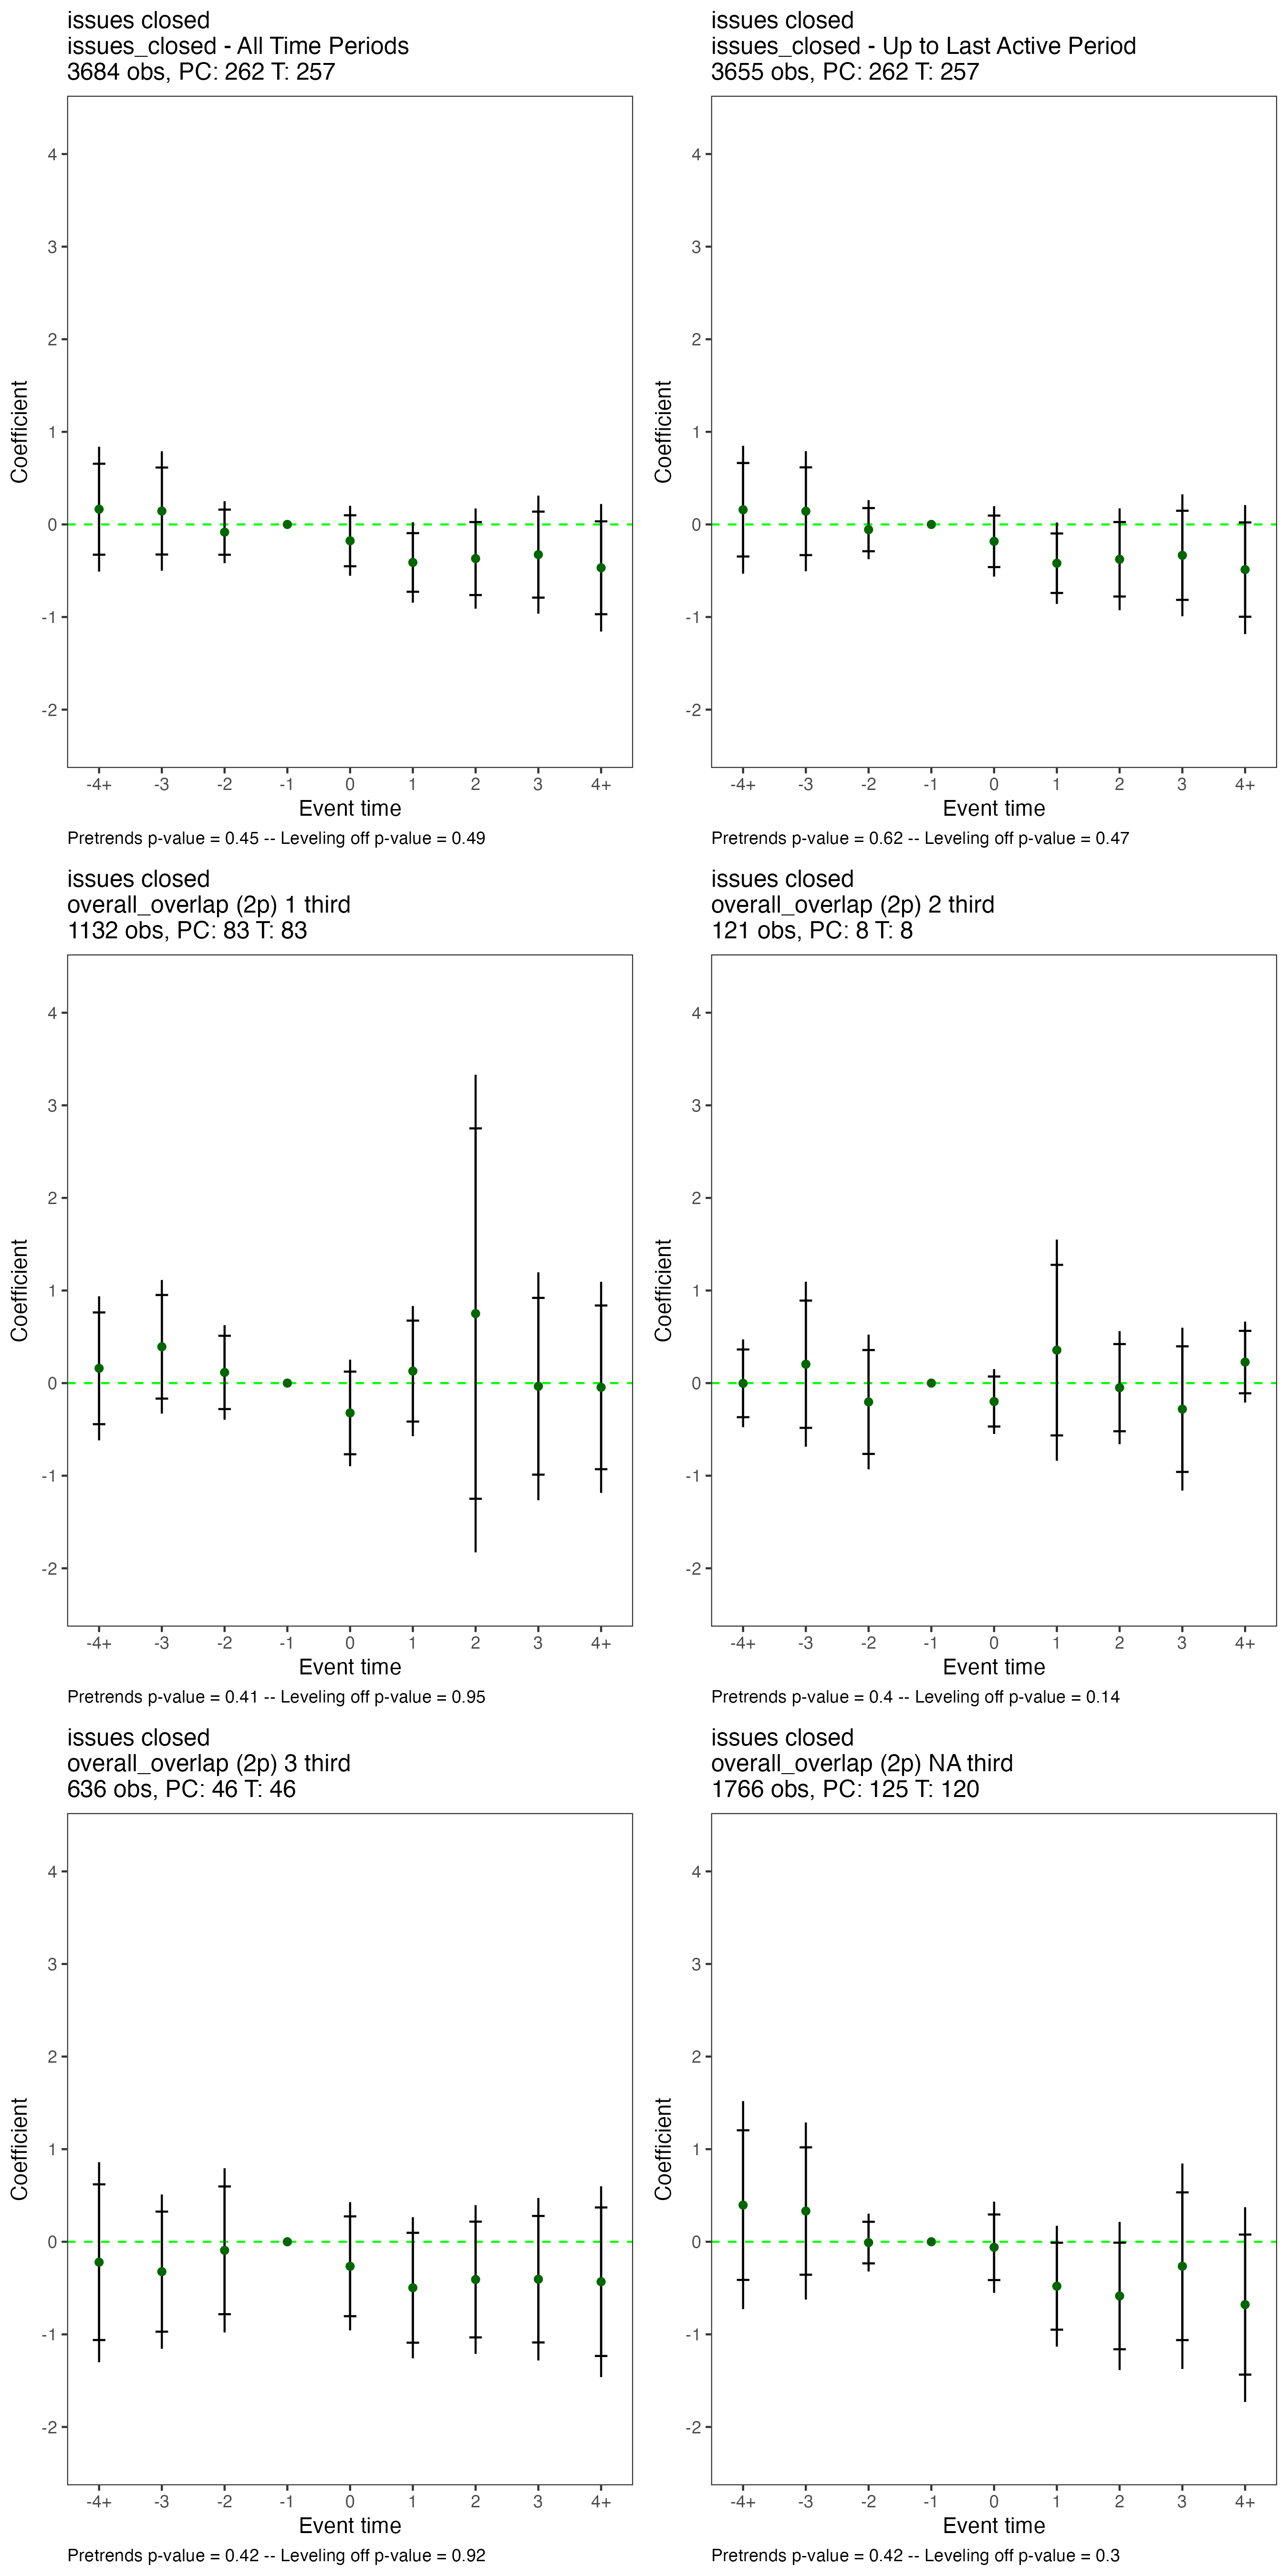 issues closed
issues_closed - All Time Periods
3684 obs, PC: 262 T: 257
Coefficient
4
3
2
1
0
-1
-2
-4+ -3 -2 -1 0 1 2 3 4+
Event time
Pretrends p-value = 0.45 -- Leveling off p-value = 0.49
issues closed
issues_closed - Up to Last Active Period
3655 obs, PC: 262 T: 257
Coefficient
4
3
2
1
0
-1
-2
-4+ -3 -2 -1 0 1 2 3 4+
Event time
Pretrends p-value = 0.62 -- Leveling off p-value = 0.47
issues closed
overall_overlap (2p) 1 third
1132 obs, PC: 83 T: 83
Coefficient
4
3
2
1
0
-1
-2
-4+ -3 -2 -1 0 1 2 3 4+
Event time
Pretrends p-value = 0.41 -- Leveling off p-value = 0.95
issues closed
overall_overlap (2p) 2 third
121 obs, PC: 8 T: 8
Coefficient
4
3
2
1
0
-1
-2
-4+ -3 -2 -1 0 1 2 3 4+
Event time
Pretrends p-value = 0.4 -- Leveling off p-value = 0.14
issues closed
overall_overlap (2p) 3 third
636 obs, PC: 46 T: 46
Coefficient
4
3
2
1
0
-1
-2
-4+ -3 -2 -1 0 1 2 3 4+
Event time
Pretrends p-value = 0.42 -- Leveling off p-value = 0.92
issues closed
overall_overlap (2p) NA third
1766 obs, PC: 125 T: 120
Coefficient
4
3
2
1
0
-1
-2
-4+ -3 -2 -1 0 1 2 3 4+
Event time
Pretrends p-value = 0.42 -- Leveling off p-value = 0.3